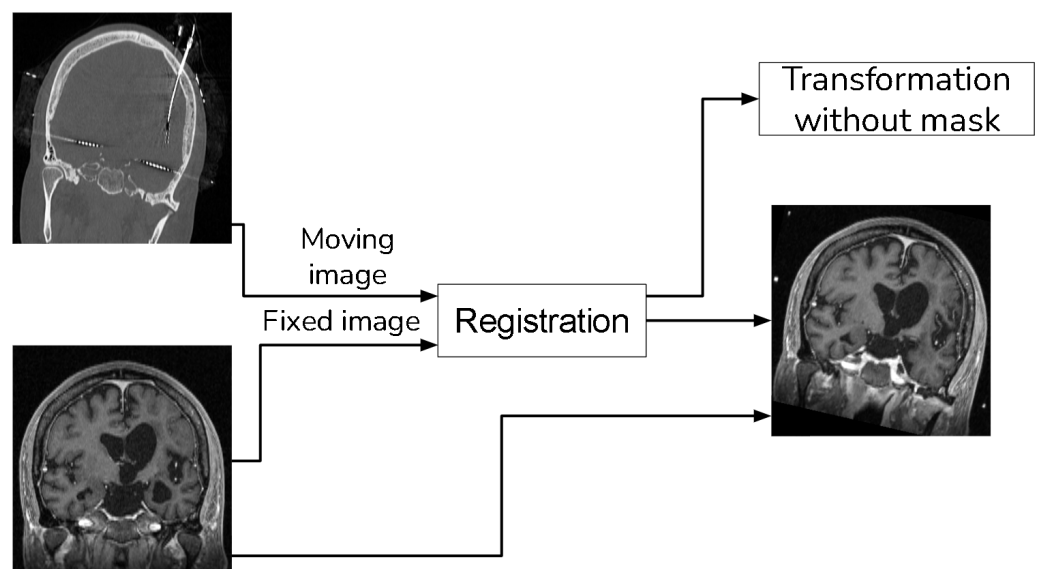 Transformation
without mask
Moving
image
Fixed image
Registration